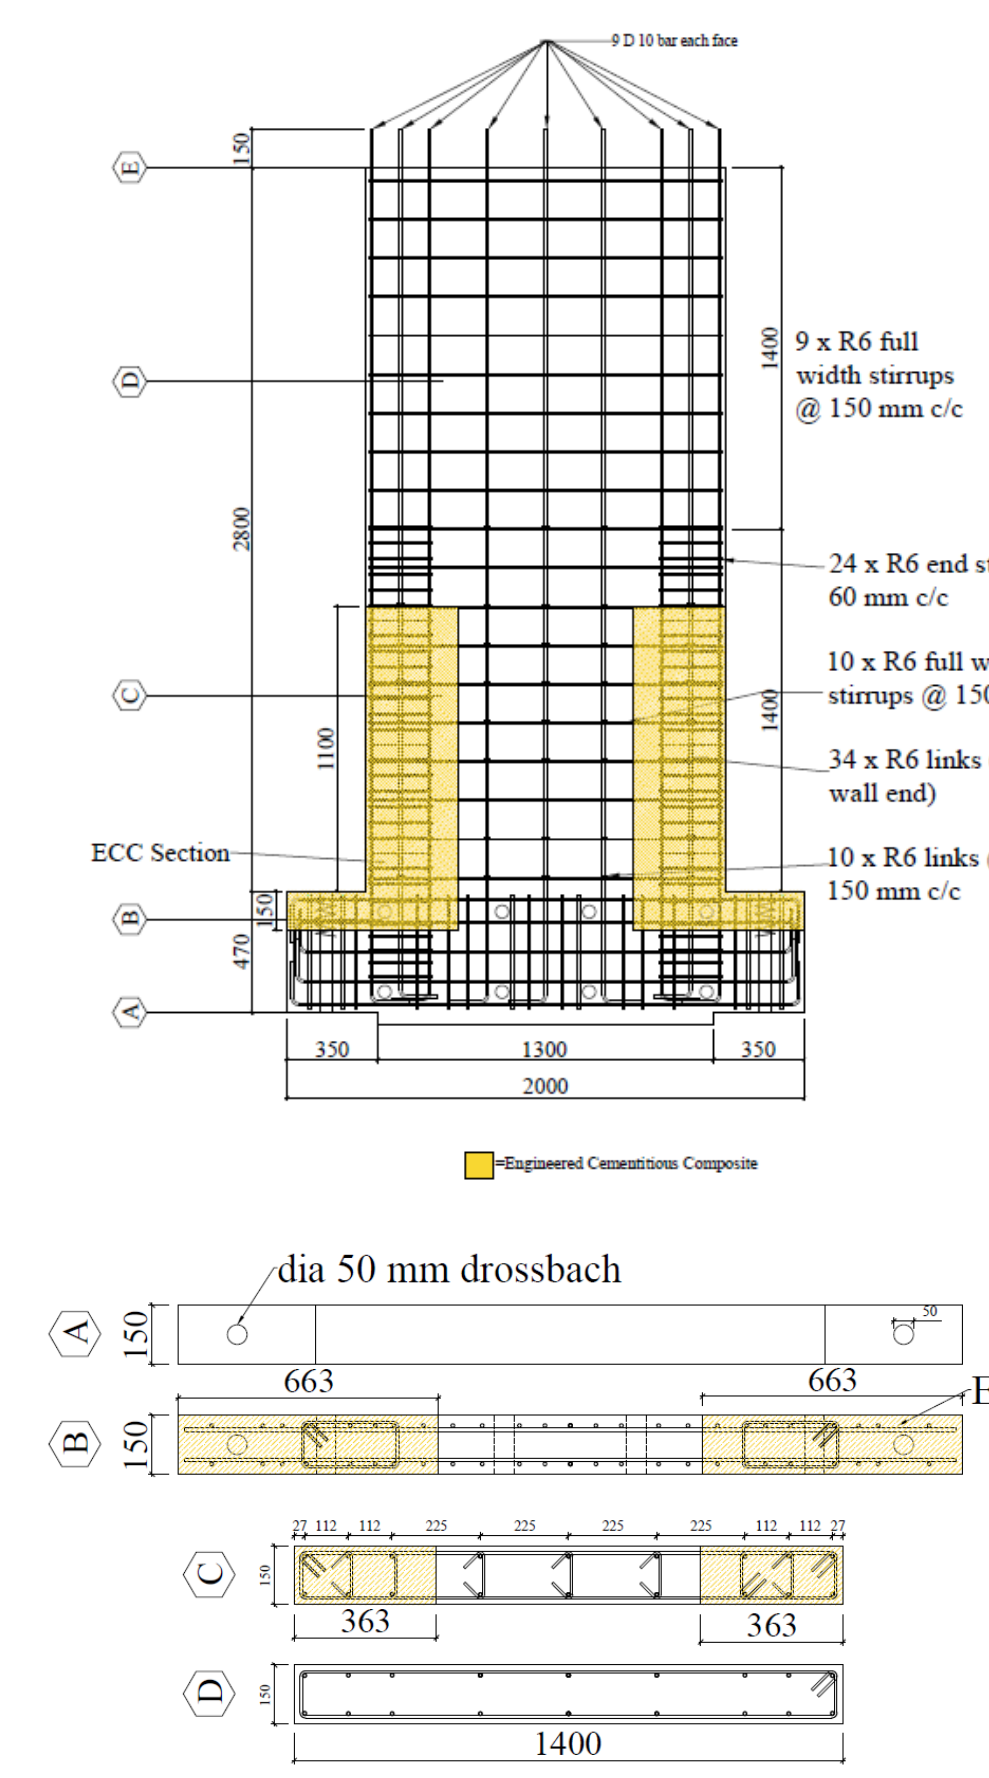 9 D 10 bar each face
150
E
1400
9 x R6 full
width stirrups
@ 150 mm c/c
D
2800
24 x R6 end st
60 mm c/c
10 x R6 full w
stirrups @ 150
C
1100
1400
34 x R6 links
wall end)
ECC Section
10 x R6 links (
150 mm c/c
B
150
470
A
350
1300
350
2000
=Engineered Cementitious Composite
dia 50 mm drossbach
A
150
50
663
663
E
B
150
27 112 112 225 225 225 225 112 112 27
C
150
363
363
D
150
1400